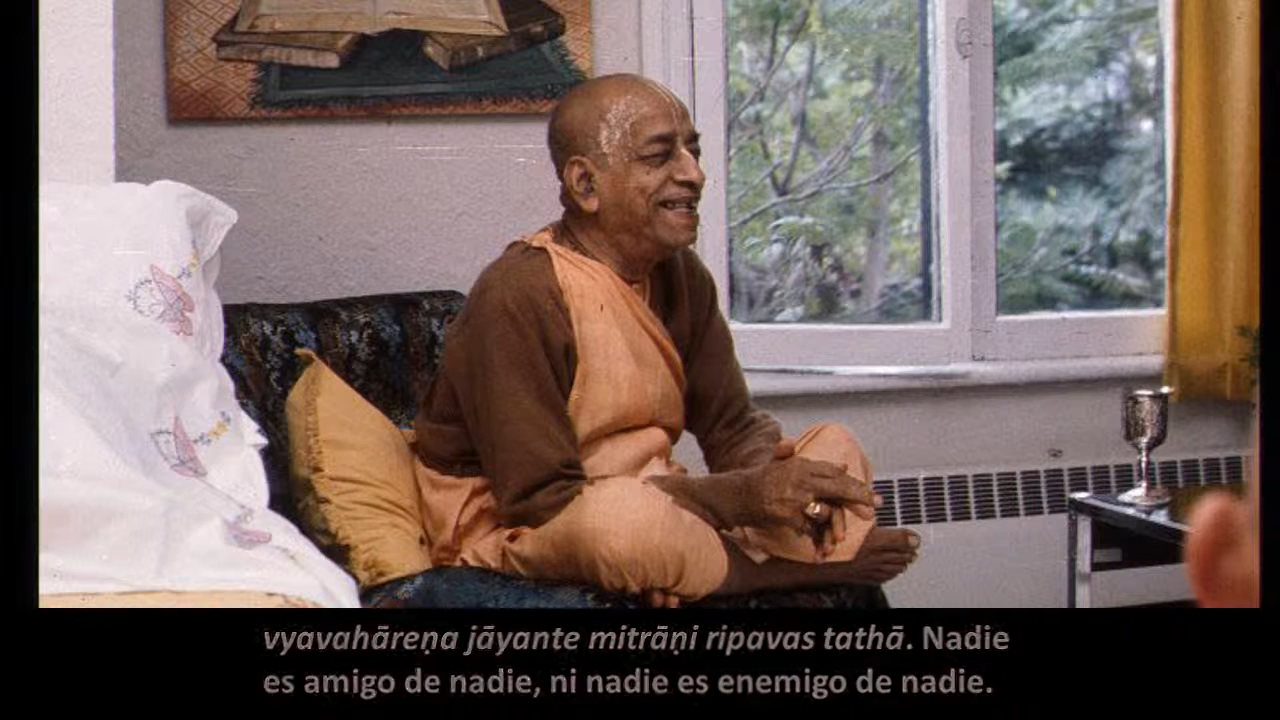 vyavahāreṇa jāyante mitrāṇi ripavas tathā. Nadie
es amigo de nadie, ni nadie es enemigo de nadie.